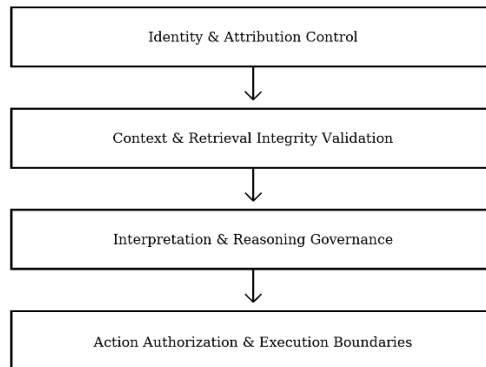 Identity & Attribution Control
Context & Retrieval Integrity Validation
Interpretation & Reasoning Governance
Action Authorization & Execution Boundaries